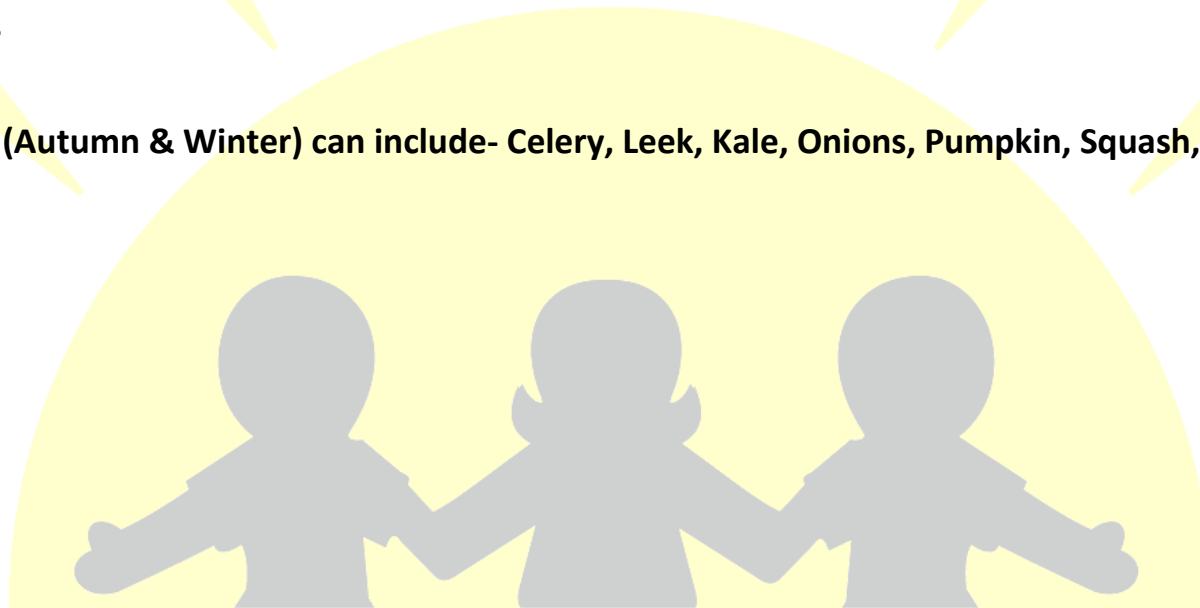 (Autumn & Winter) can include- Celery, Leek, Kale, Onions, Pumpkin, Squash,